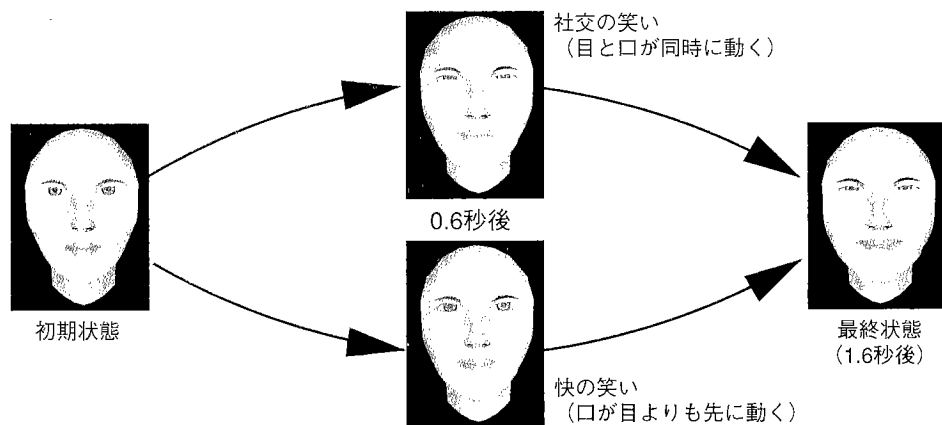 社交の笑い
（目と口が同時に動く）
0.6秒後
初期状態
最終状態
（1.6秒後）
快の笑い
（口が目よりも先に動く）